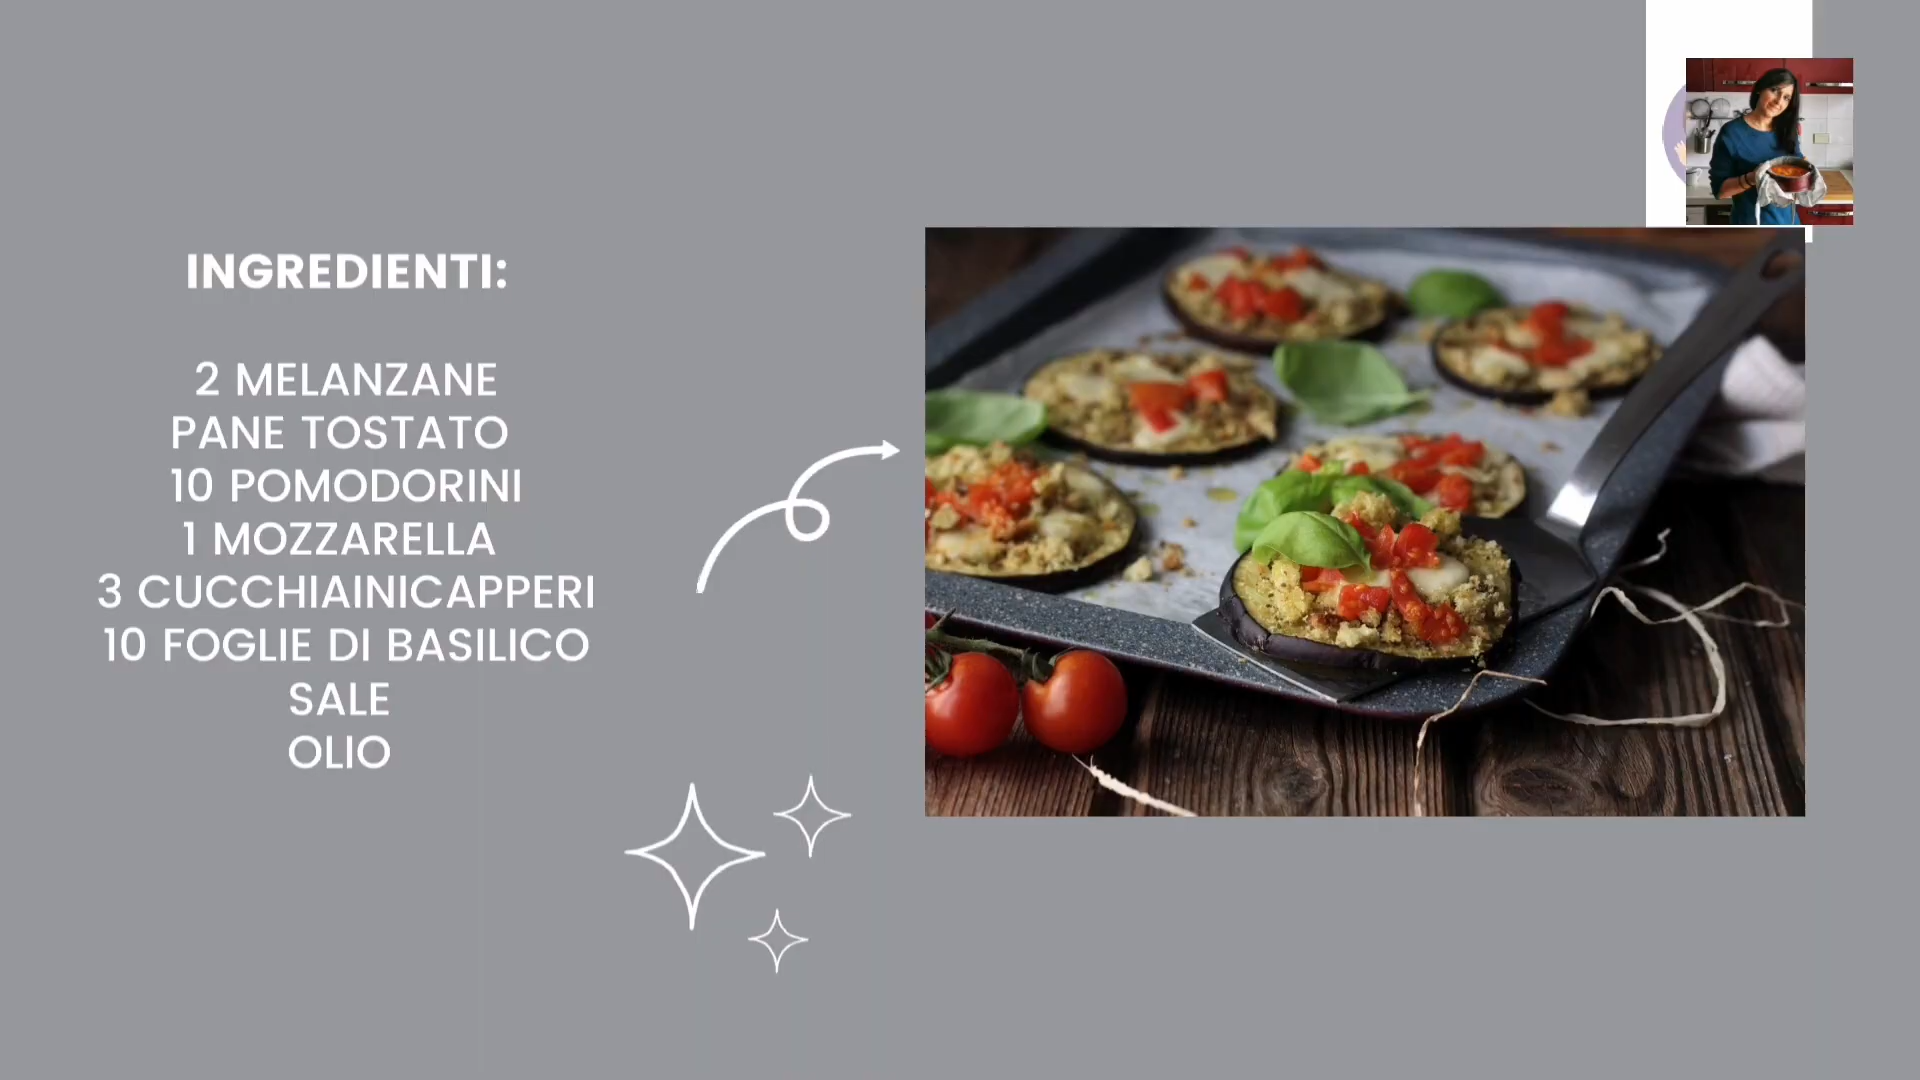 INGREDIENTI:
2 MELANZANE
PANE TOSTATO
10 POMODORINI
1 MOZZARELLA
3 CUCCHIAINICAPPERI
10 FOGLIE DI BASILICO
SALE
OLIO